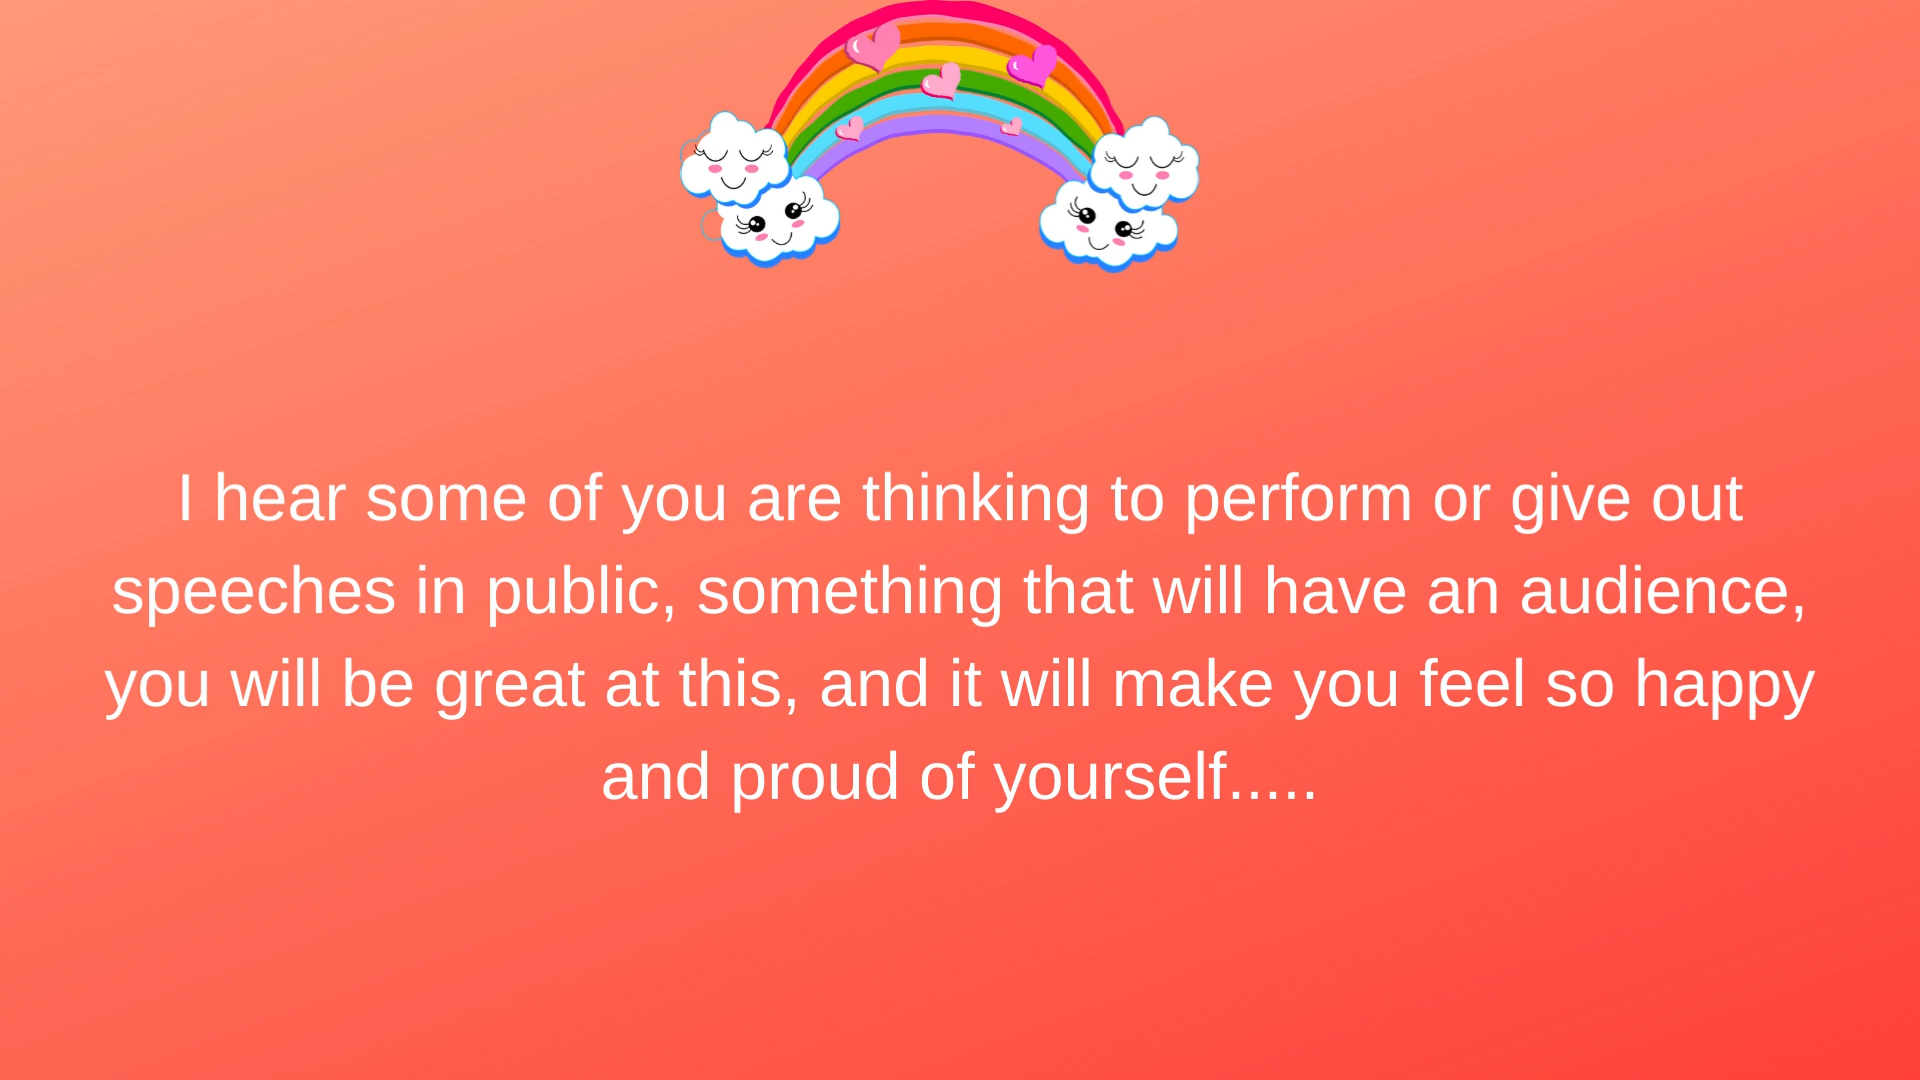 I hear some of you are thinking to perform or give out
speeches in public, something that will have an audience,
you will be great at this, and it will make you feel so happy
and proud of yourself.....